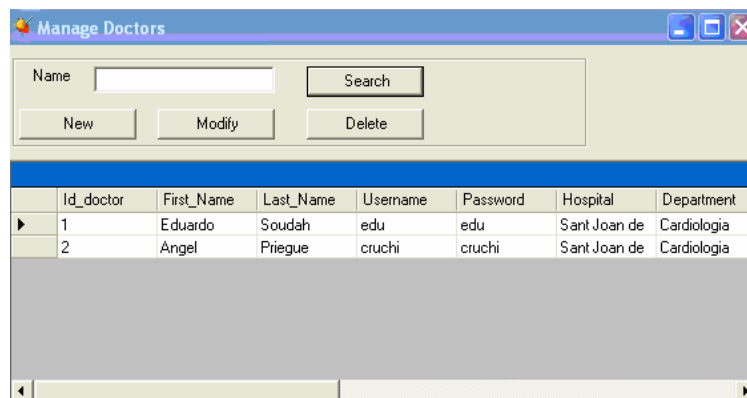 Manage Doctors
Name Search
New Modify Delete
Id_doctor First_Name Last_Name Username Password Hospital Department
1 Eduardo Soudah edu edu Sant Joan de Cardiologia
2 Angel Priegue cruchi cruchi Sant Joan de Cardiologia